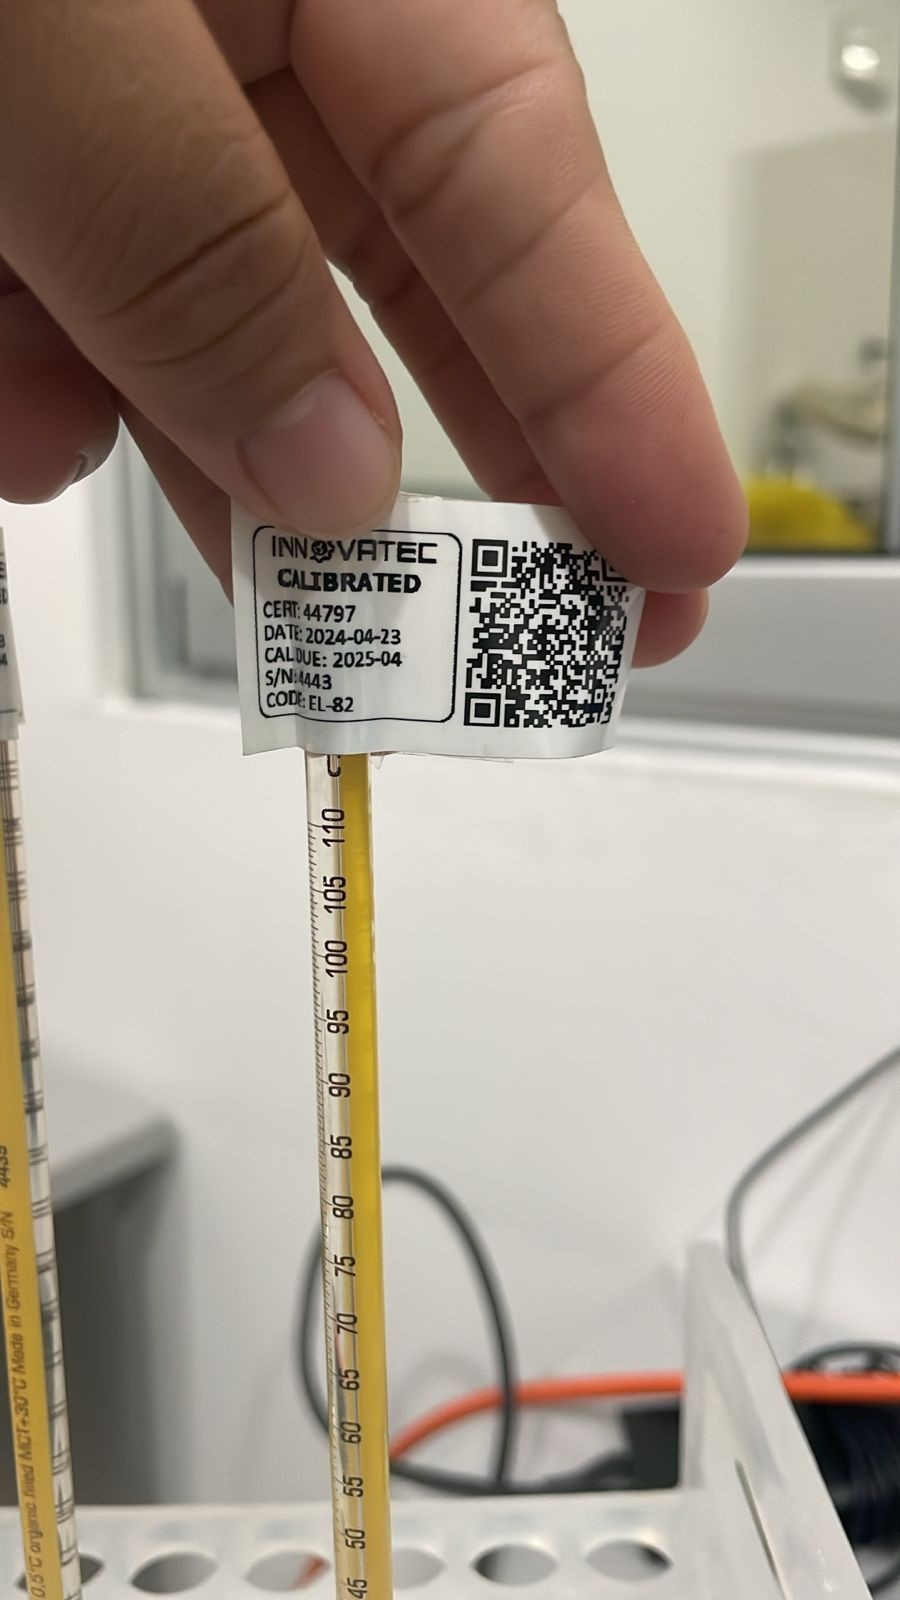 INNOVATEC
CALIBRATED
CERT: 44797
DATE: 2024-04-23
CAL DUE: 2025-04
S/N: 4443
CODE: EL-82
C
110
105
100
95
90
85
80
75
70
65
60
55
50
45
0,5°C organic filled MCT+30°C Made in Germany S/N 4435